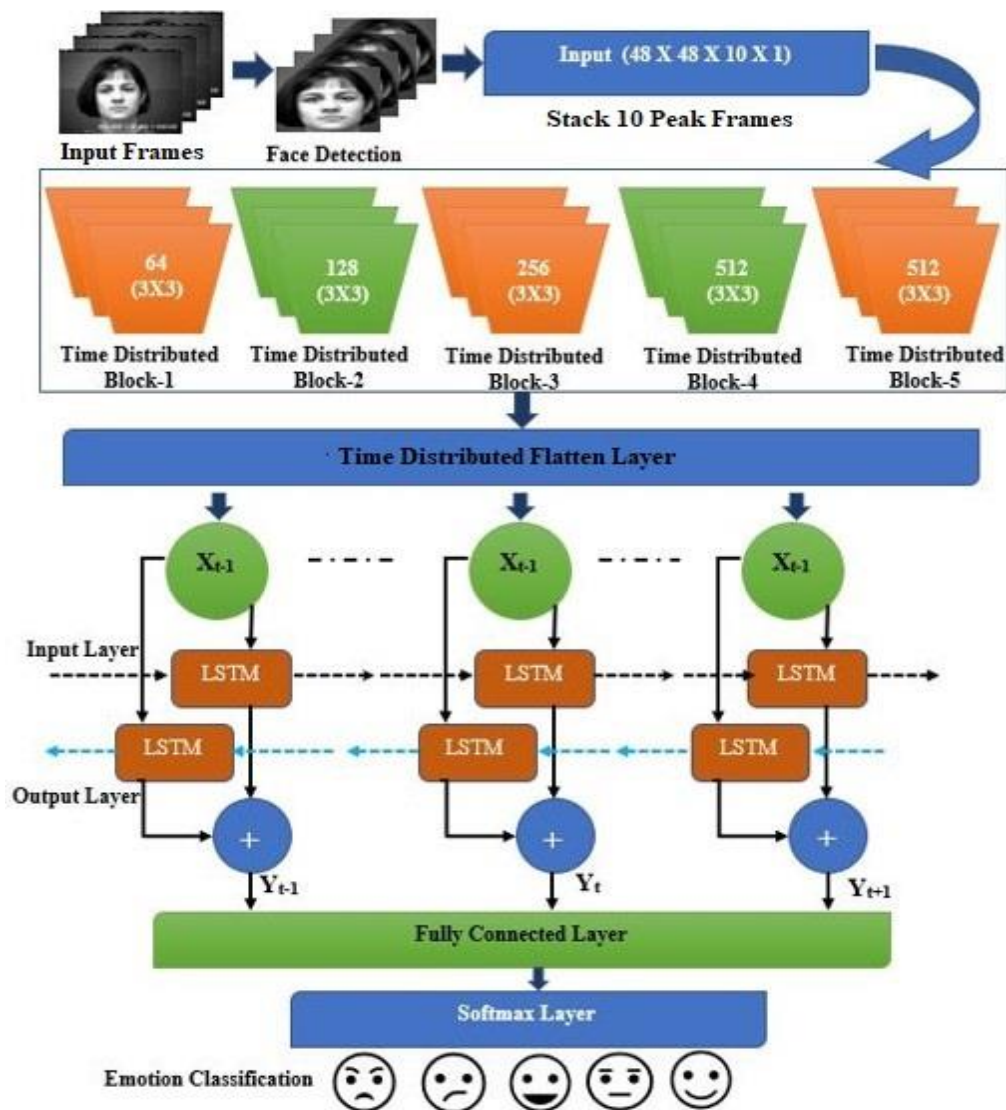 Input (48 X 48 X 10 X 1)
Stack 10 Peak Frames
Input Frames
Face Detection
64
(3X3)
128
(3X3)
256
(3X3)
512
(3X3)
512
(3X3)
Time Distributed
Block-1
Time Distributed
Block-2
Time Distributed
Block-3
Time Distributed
Block-4
Time Distributed
Block-5
Time Distributed Flatten Layer
Xt-1
Xt-1
Xt-1
Input Layer
LSTM
LSTM
LSTM
LSTM
LSTM
LSTM
Output Layer
+
+
+
Yt-1
Yt
Yt+1
Fully Connected Layer
Softmax Layer
Emotion Classification